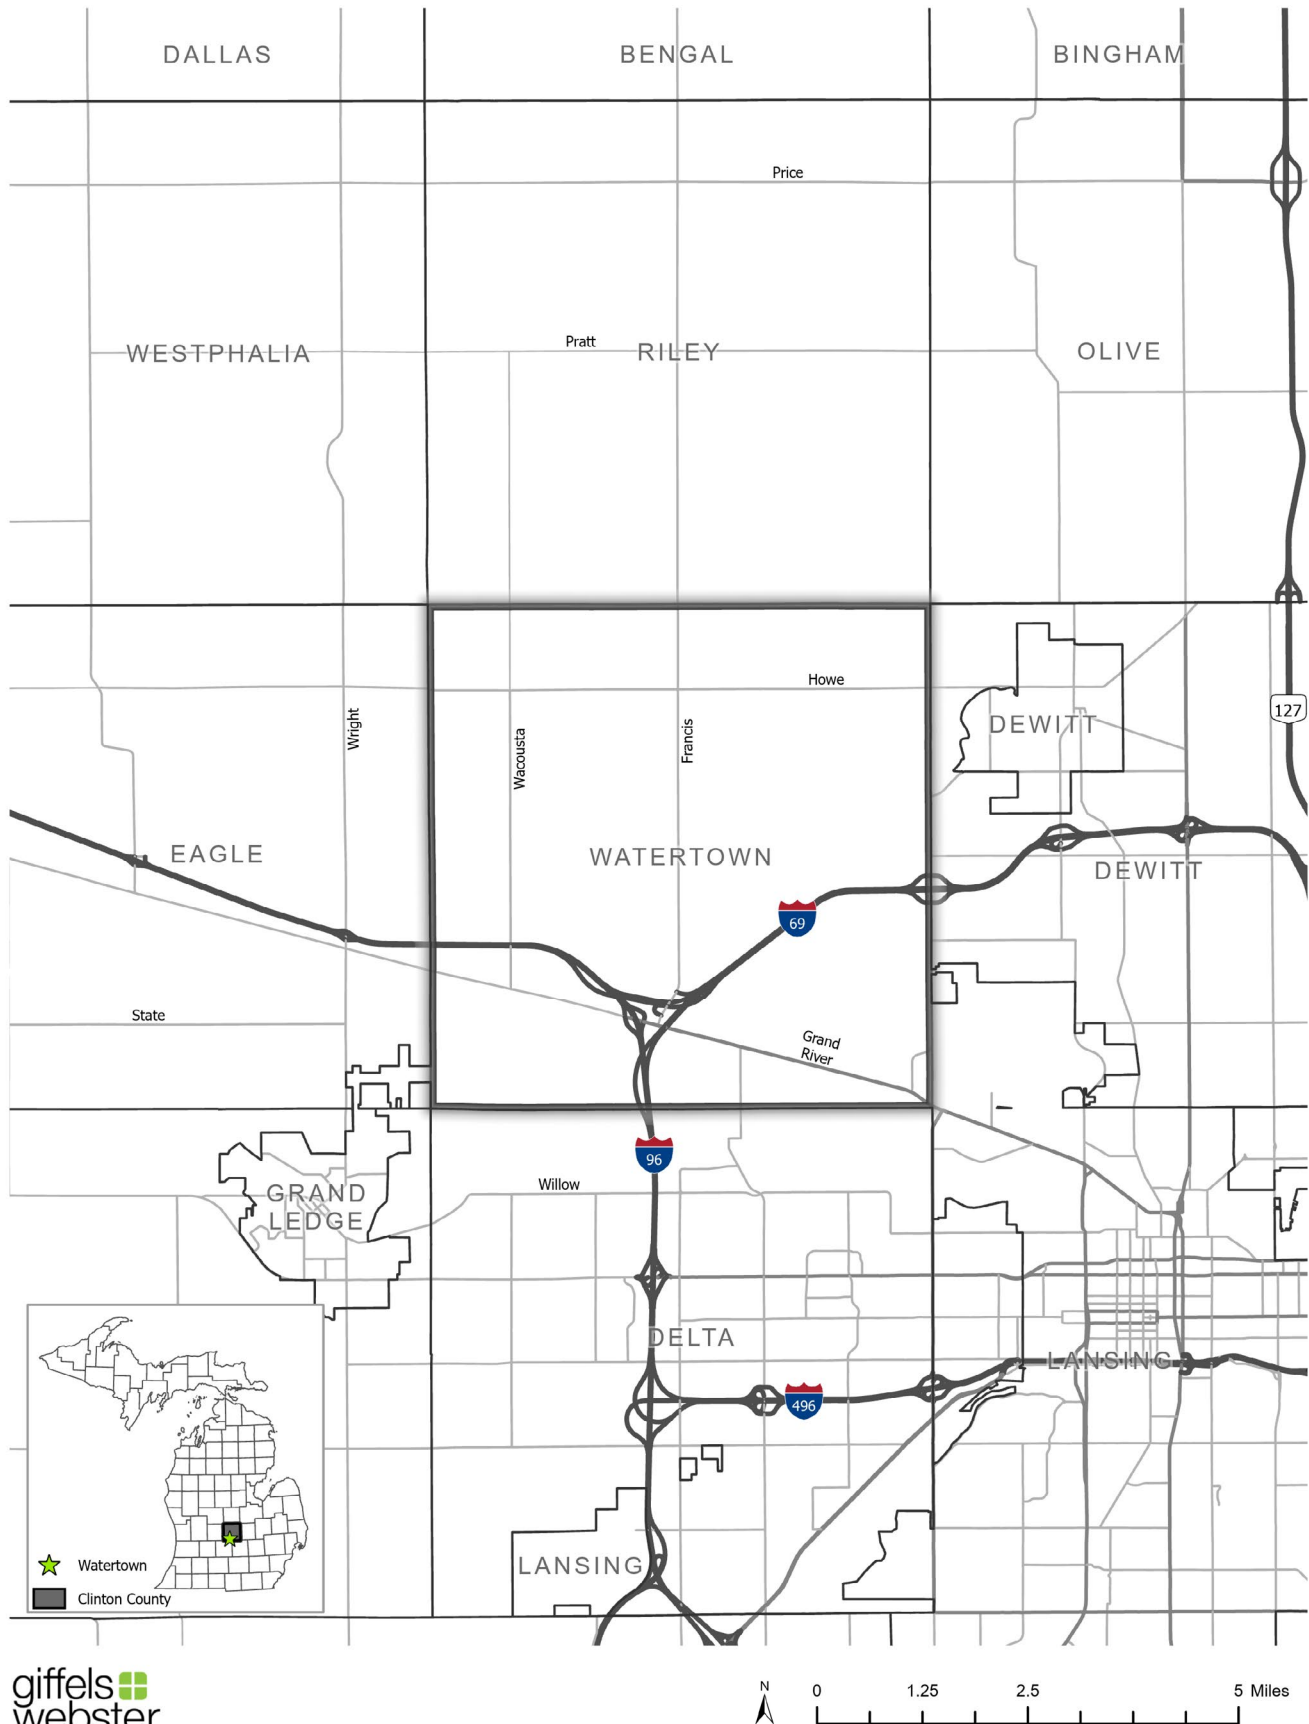 DALLAS
BENGAL
BINGHAM
Price
Pratt
WESTPHALIA
RILEY
OLIVE
Howe
Wright
Wacousta
Francis
DEWITT
127
EAGLE
WATERTOWN
DEWITT
69
State
Grand
River
96
Willow
GRAND
LEDGE
DELTA
LANSING
496
LANSING
Watertown
Clinton County
giffels
webster
N
0
1.25
2.5
5 Miles